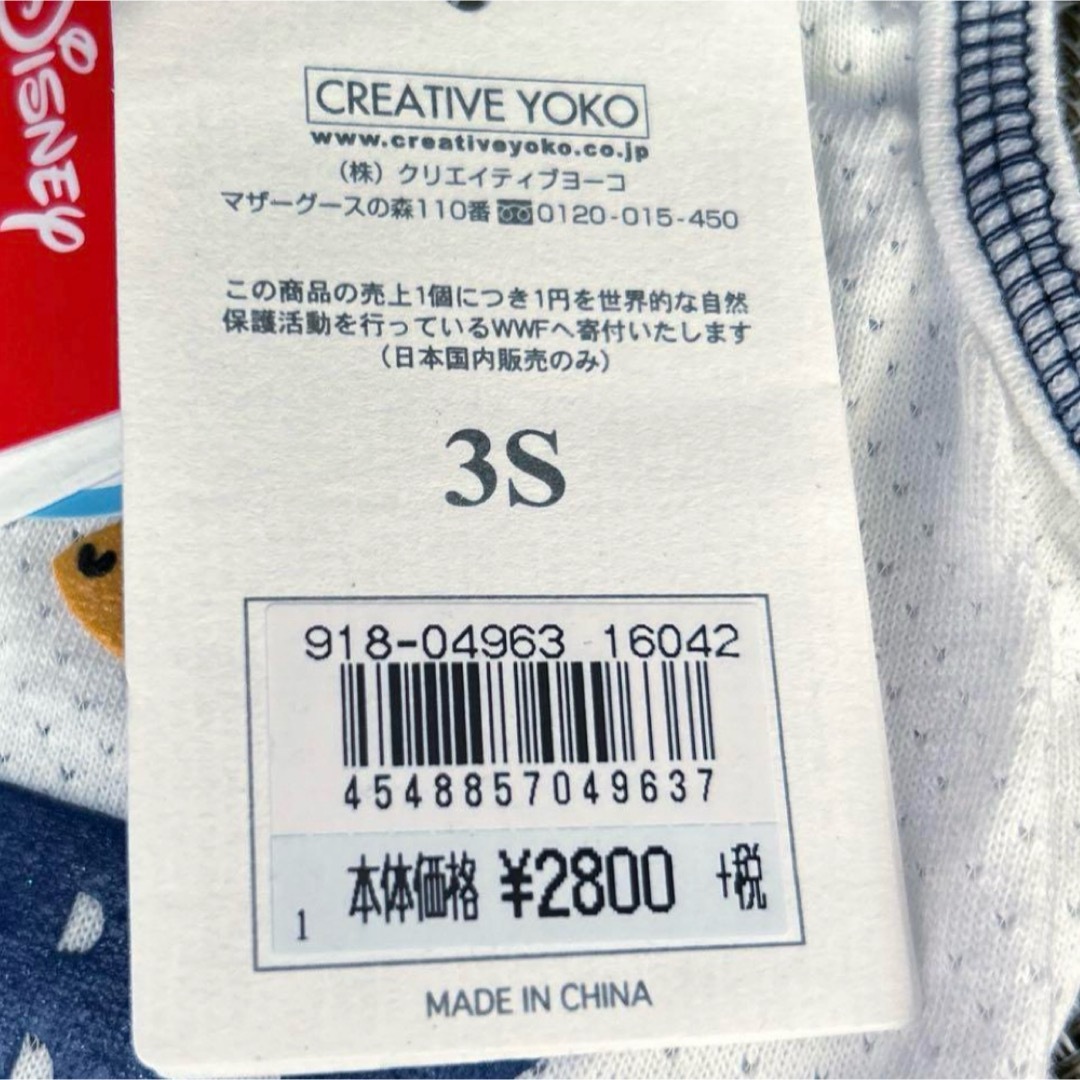 Disney
CREATIVE YOKO
www.creativeyoko.co.jp
（株）クリエイティブヨーコ
マザーグースの森110番 0120-015-450
この商品の売上1個につき1円を世界的な自然
保護活動を行っているWWFへ寄付いたします
（日本国内販売のみ）
3S
918-04963 16042
4548857049637
1 本体価格 ¥2800 +税
MADE IN CHINA